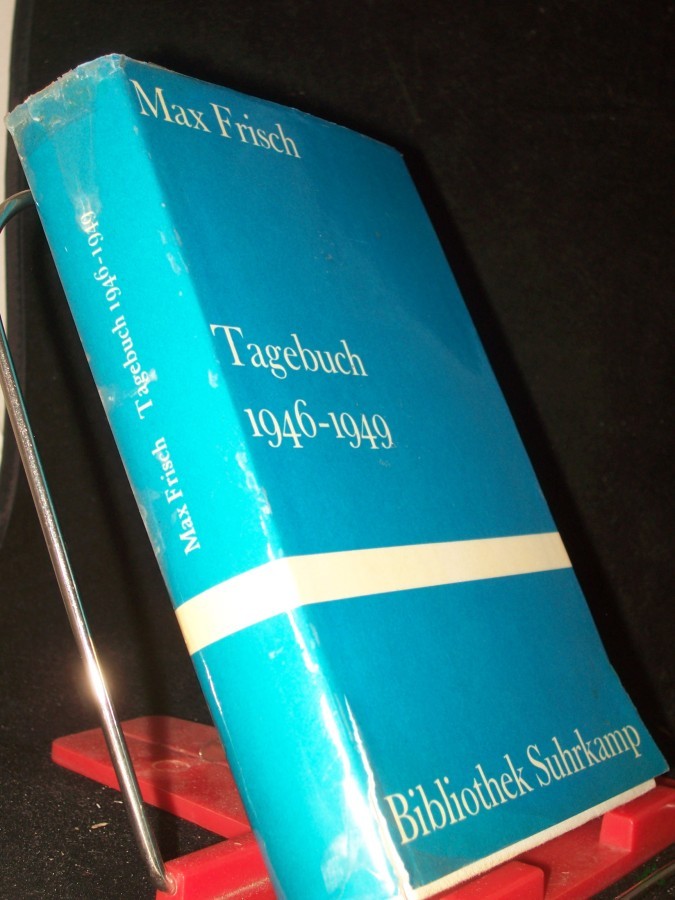 Max Frisch
Tagebuch
1946-1949
Bibliothek Suhrkamp
Max Frisch Tagebuch 1946-1949